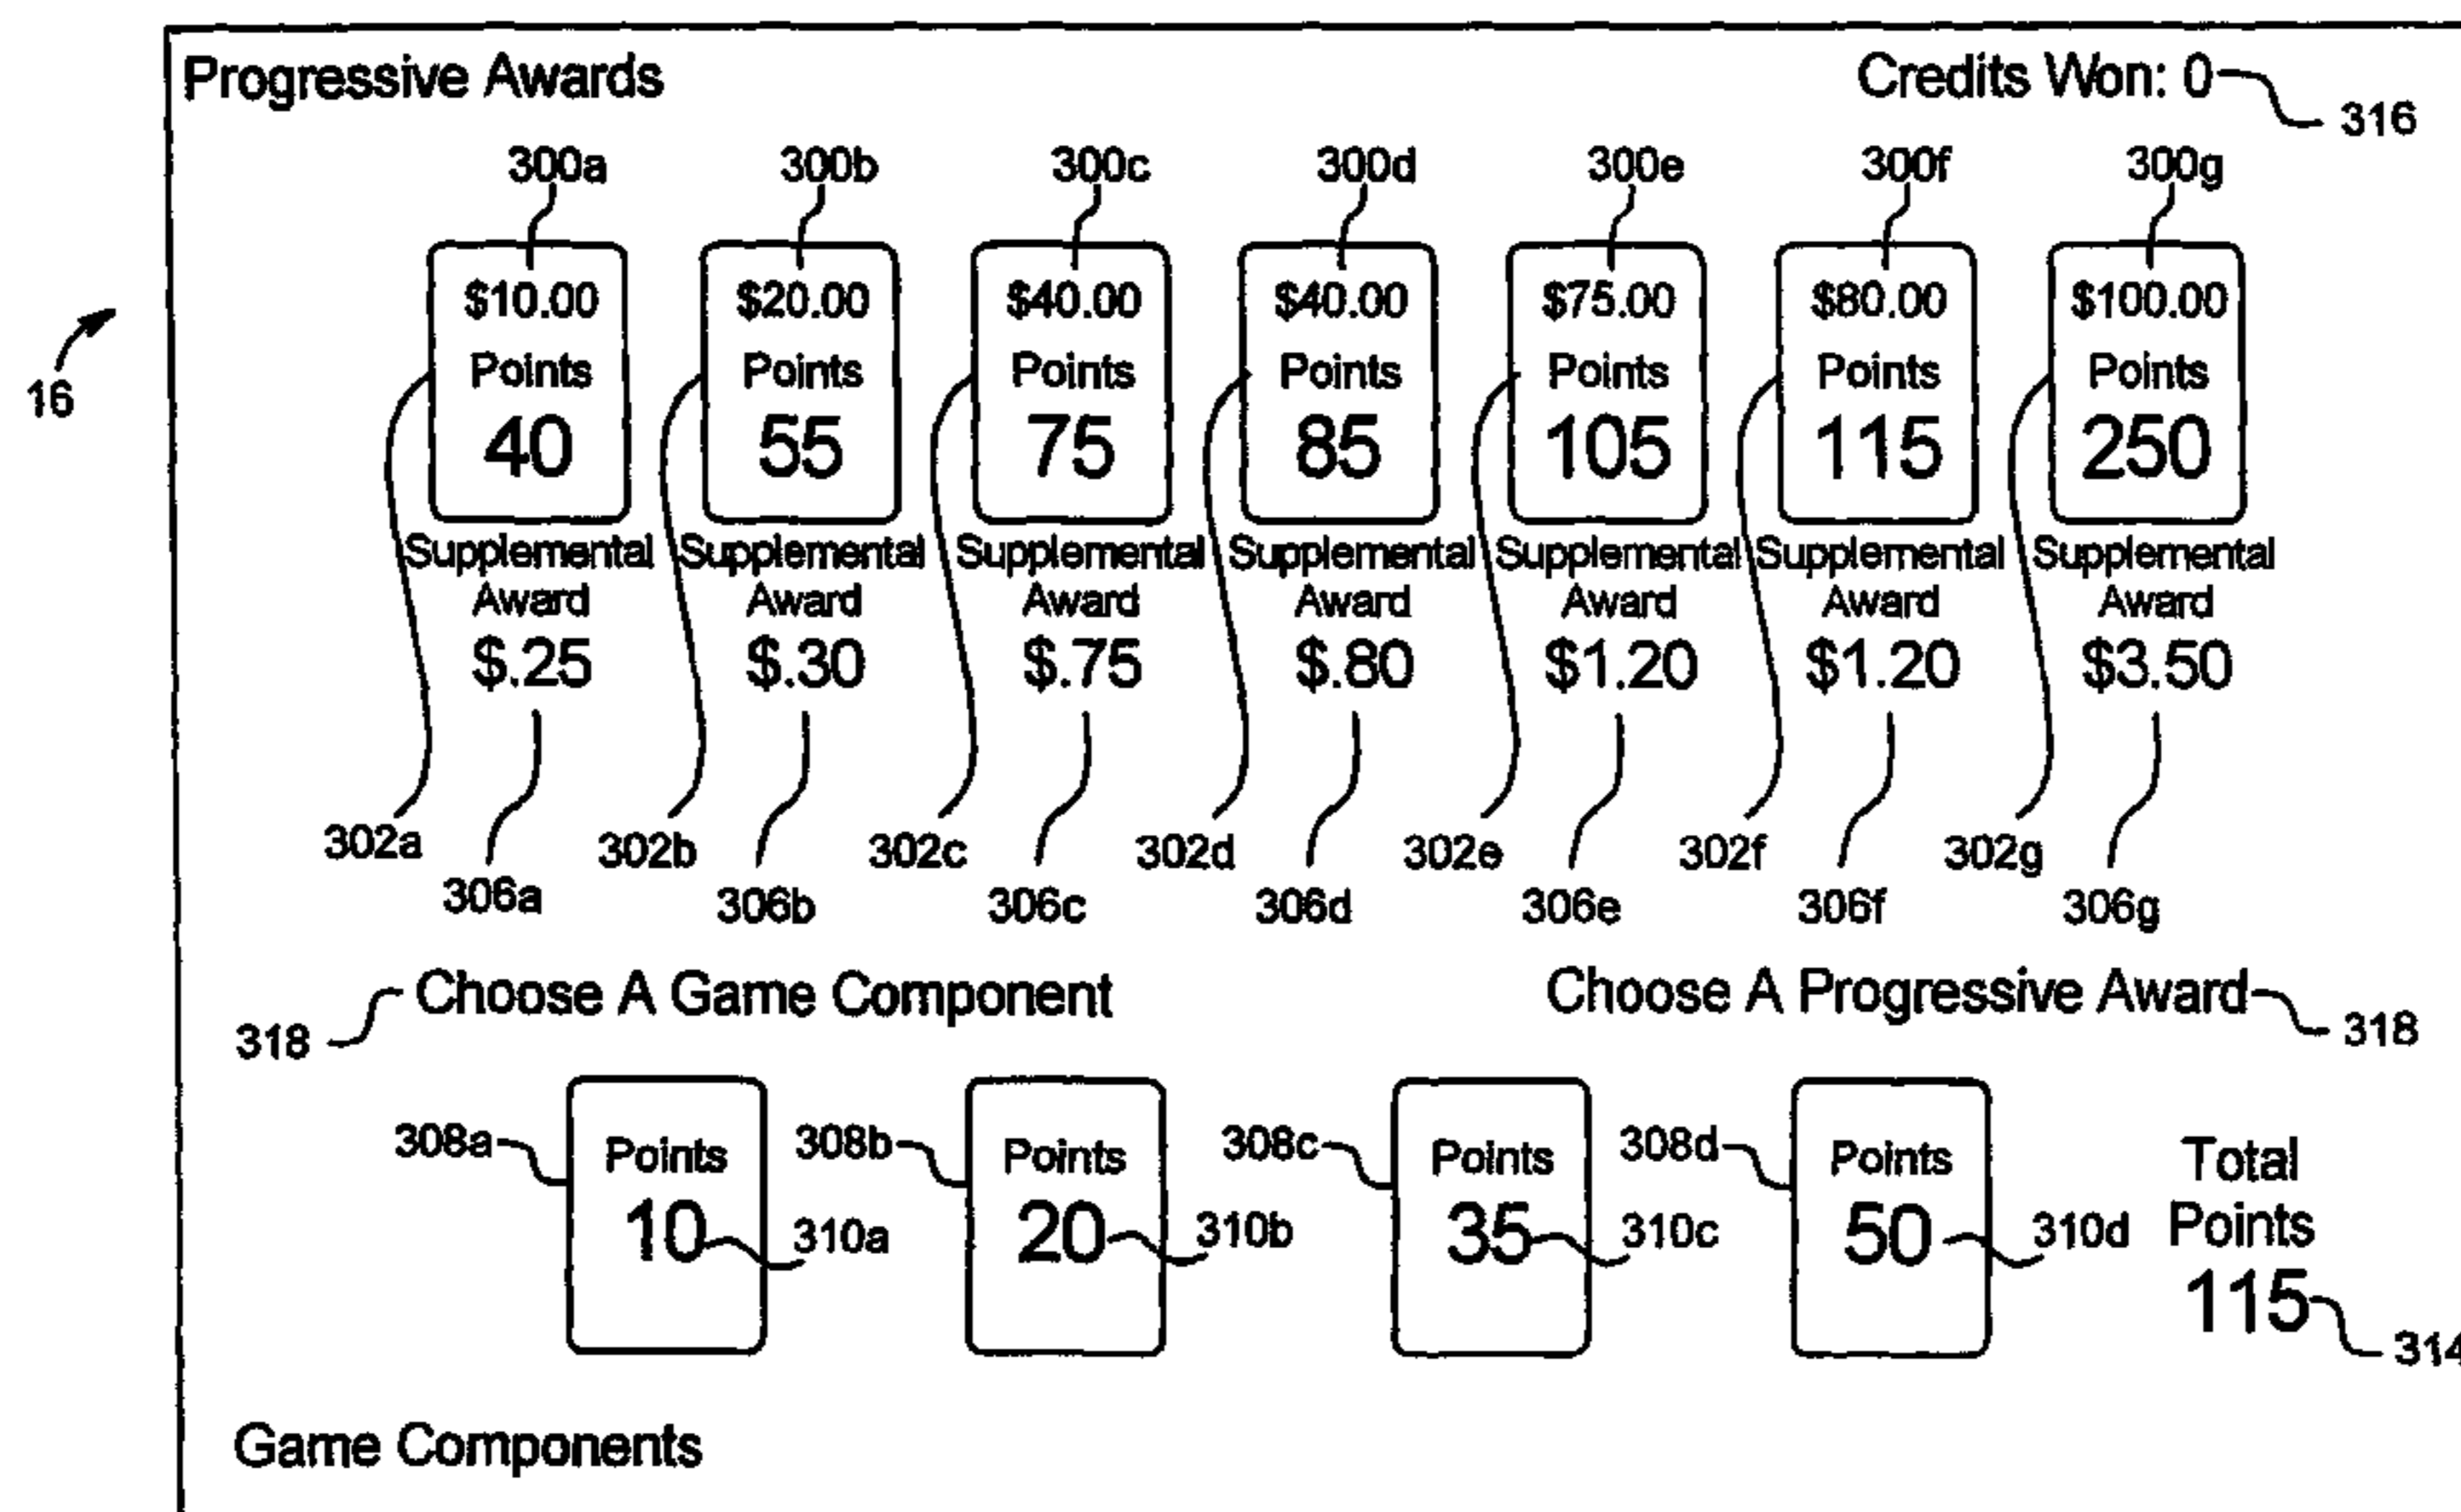 Progressive Awards Credits Won: 0
316
300a 300b 300c 300d 300e 300f 300g
$10.00 $20.00 $40.00 $40.00 $75.00 $80.00 $100.00
Points Points Points Points Points Points Points
16
40 55 75 85 105 115 250
Supplemental Supplemental Supplemental Supplemental Supplemental Supplemental Supplemental
Award Award Award Award Award Award Award
$.25 $.30 $.75 $.80 $1.20 $1.20 $3.50
302a 302b 302c 302d 302e 302f 302g
306a 306b 306c 306d 306e 306f 306g
Choose A Game Component Choose A Progressive Award
318 318
308a 308b 308c 308d
Points Points Points Points Total
10 310a 20 310b 35 310c 50 310d Points
115
314
Game Components